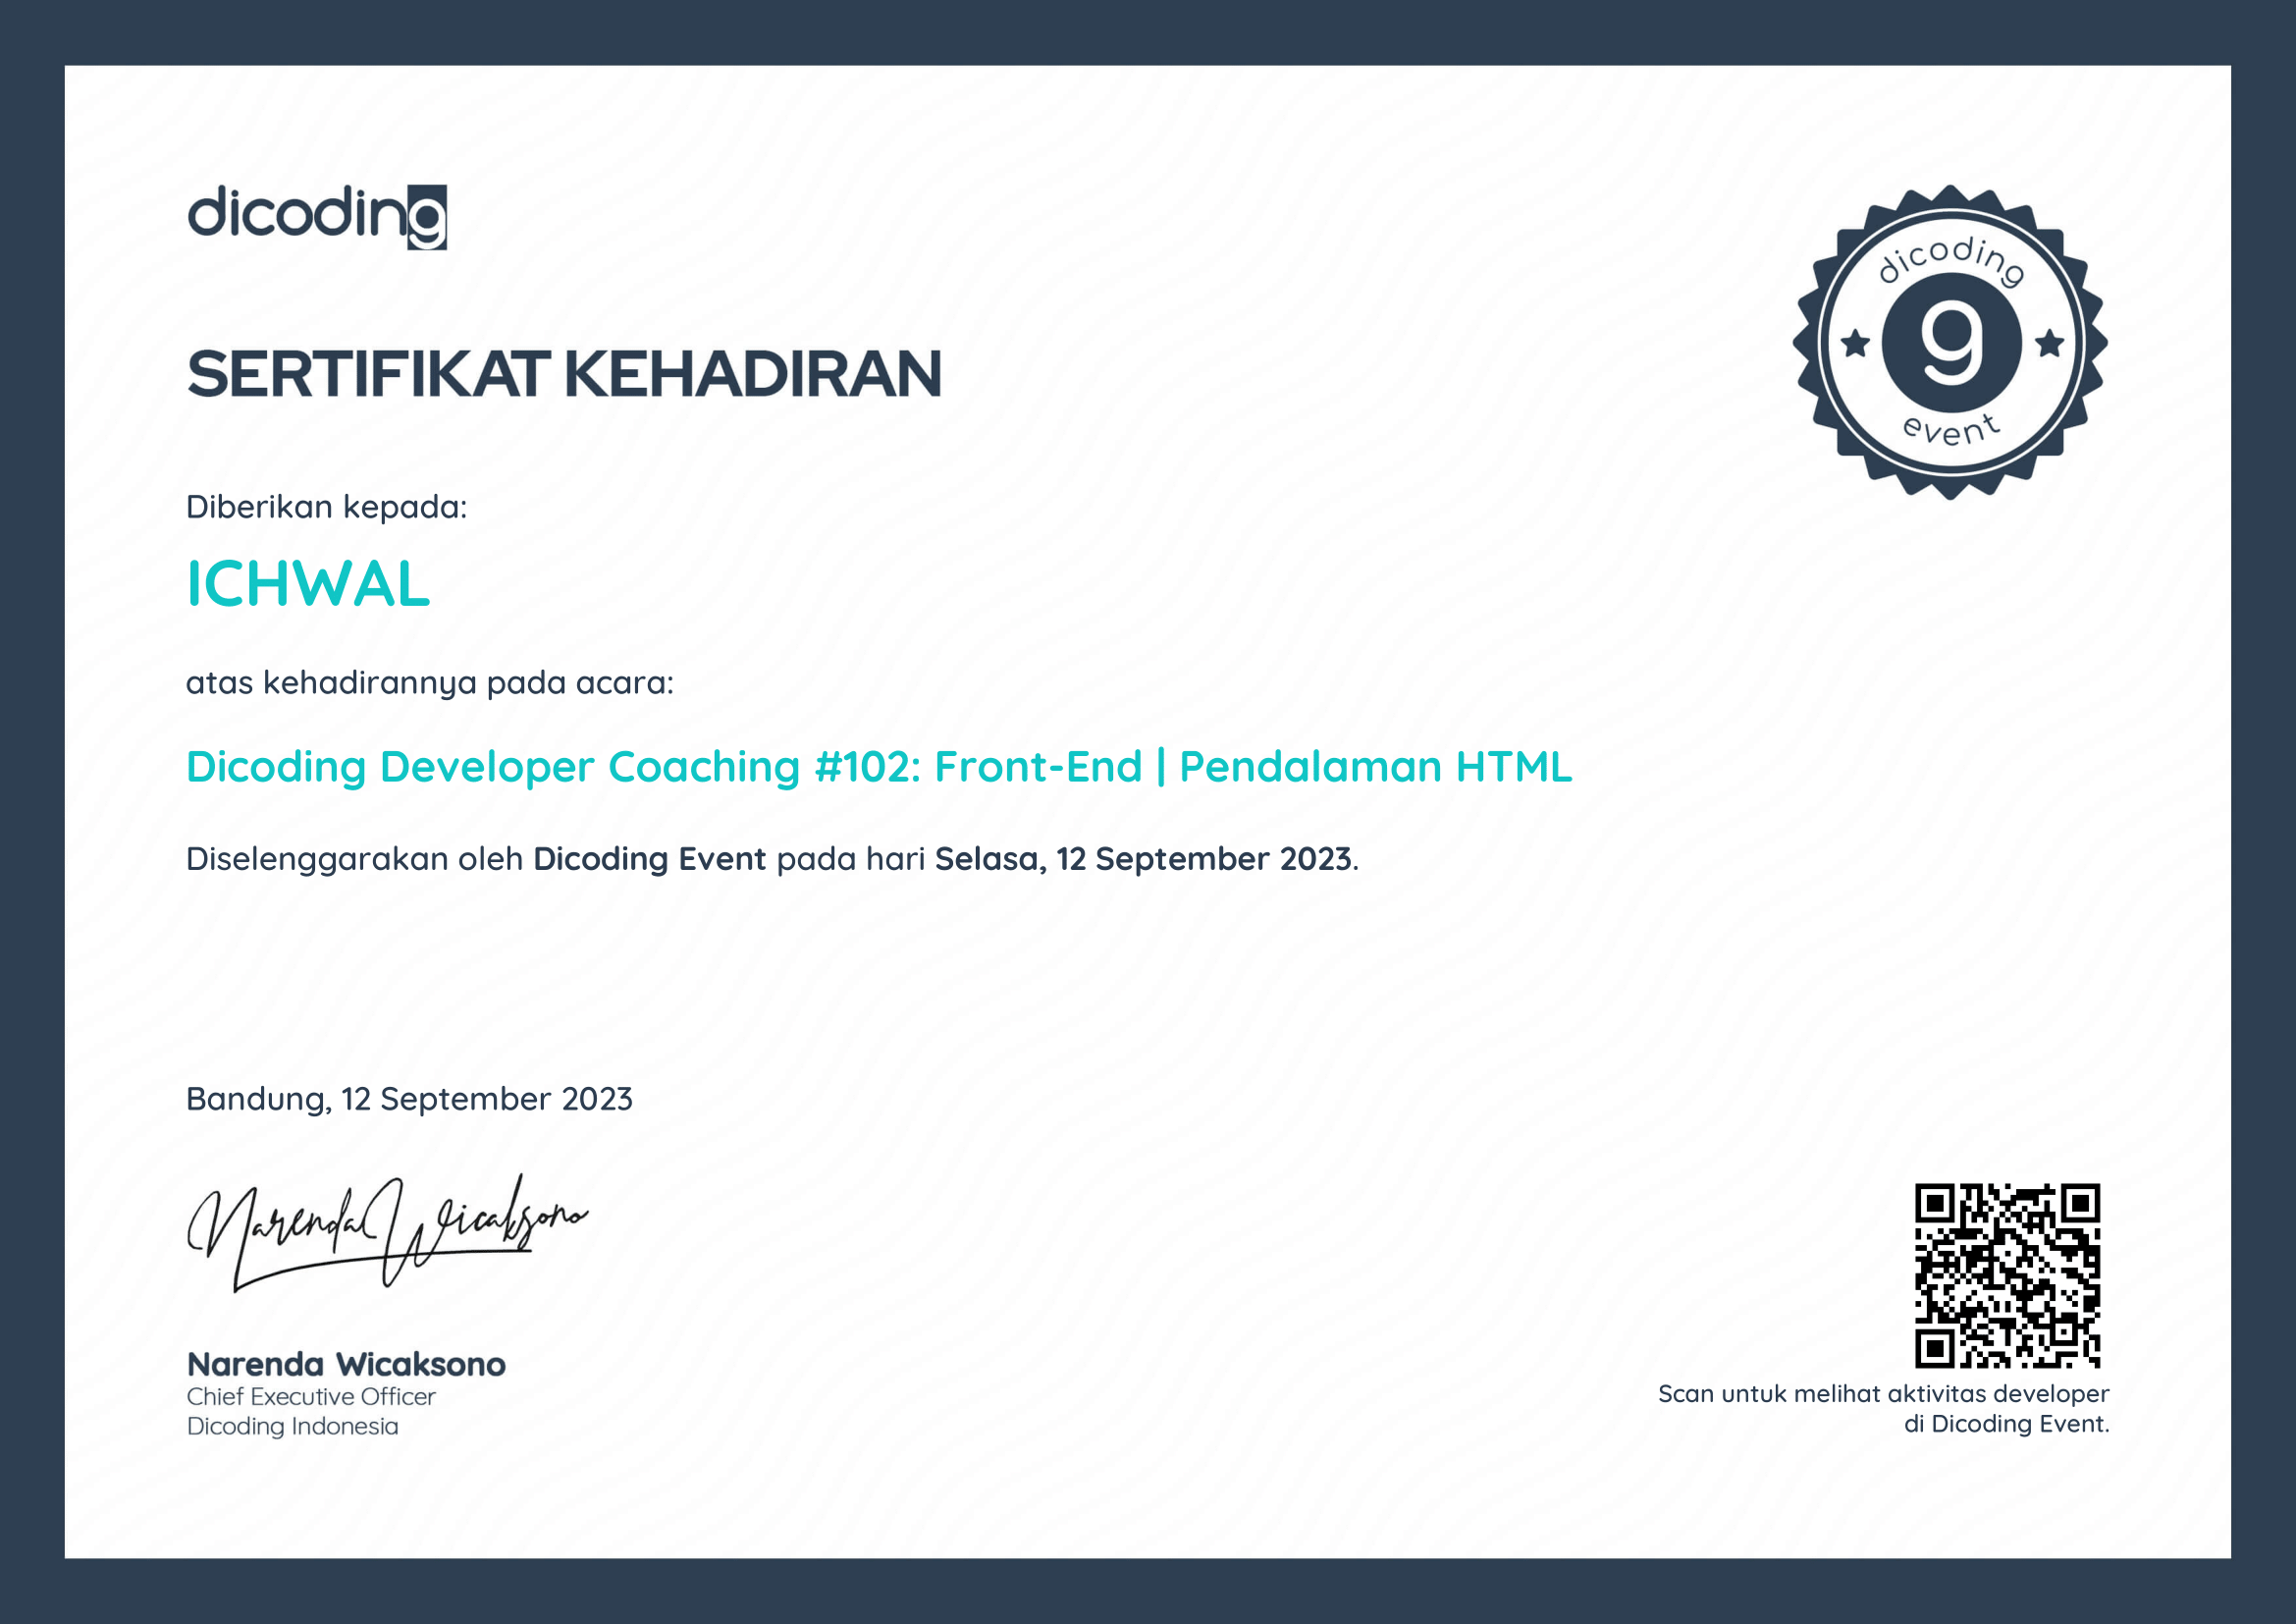 dicoding
SERTIFIKAT KEHADIRAN
dicoding
g
event
Diberikan kepada:
ICHWAL
atas kehadirannya pada acara:
Dicoding Developer Coaching #102: Front-End | Pendalaman HTML
Diselenggarakan oleh Dicoding Event pada hari Selasa, 12 September 2023.
Bandung, 12 September 2023
Narenda Wicaksono
Narenda Wicaksono
Chief Executive Officer
Dicoding Indonesia
Scan untuk melihat aktivitas developer
di Dicoding Event.